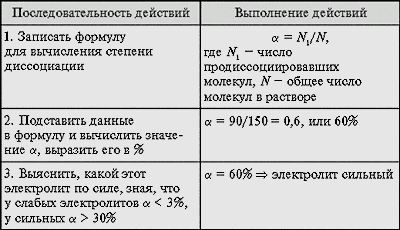 Последовательность действий
Выполнение действий
1. Записать формулу
для вычисления степени
диссоциации
α = N₁/N,
где N₁ – число
продиссоциировавших
молекул, N – общее число
молекул в растворе
2. Подставить данные
в формулу и вычислить значе-
ние α, выразить его в %
α = 90/150 = 0,6, или 60%
3. Выяснить, какой этот
электролит по силе, зная, что
у слабых электролитов α < 3%,
у сильных α > 30%
α = 60% ⇒ электролит сильный